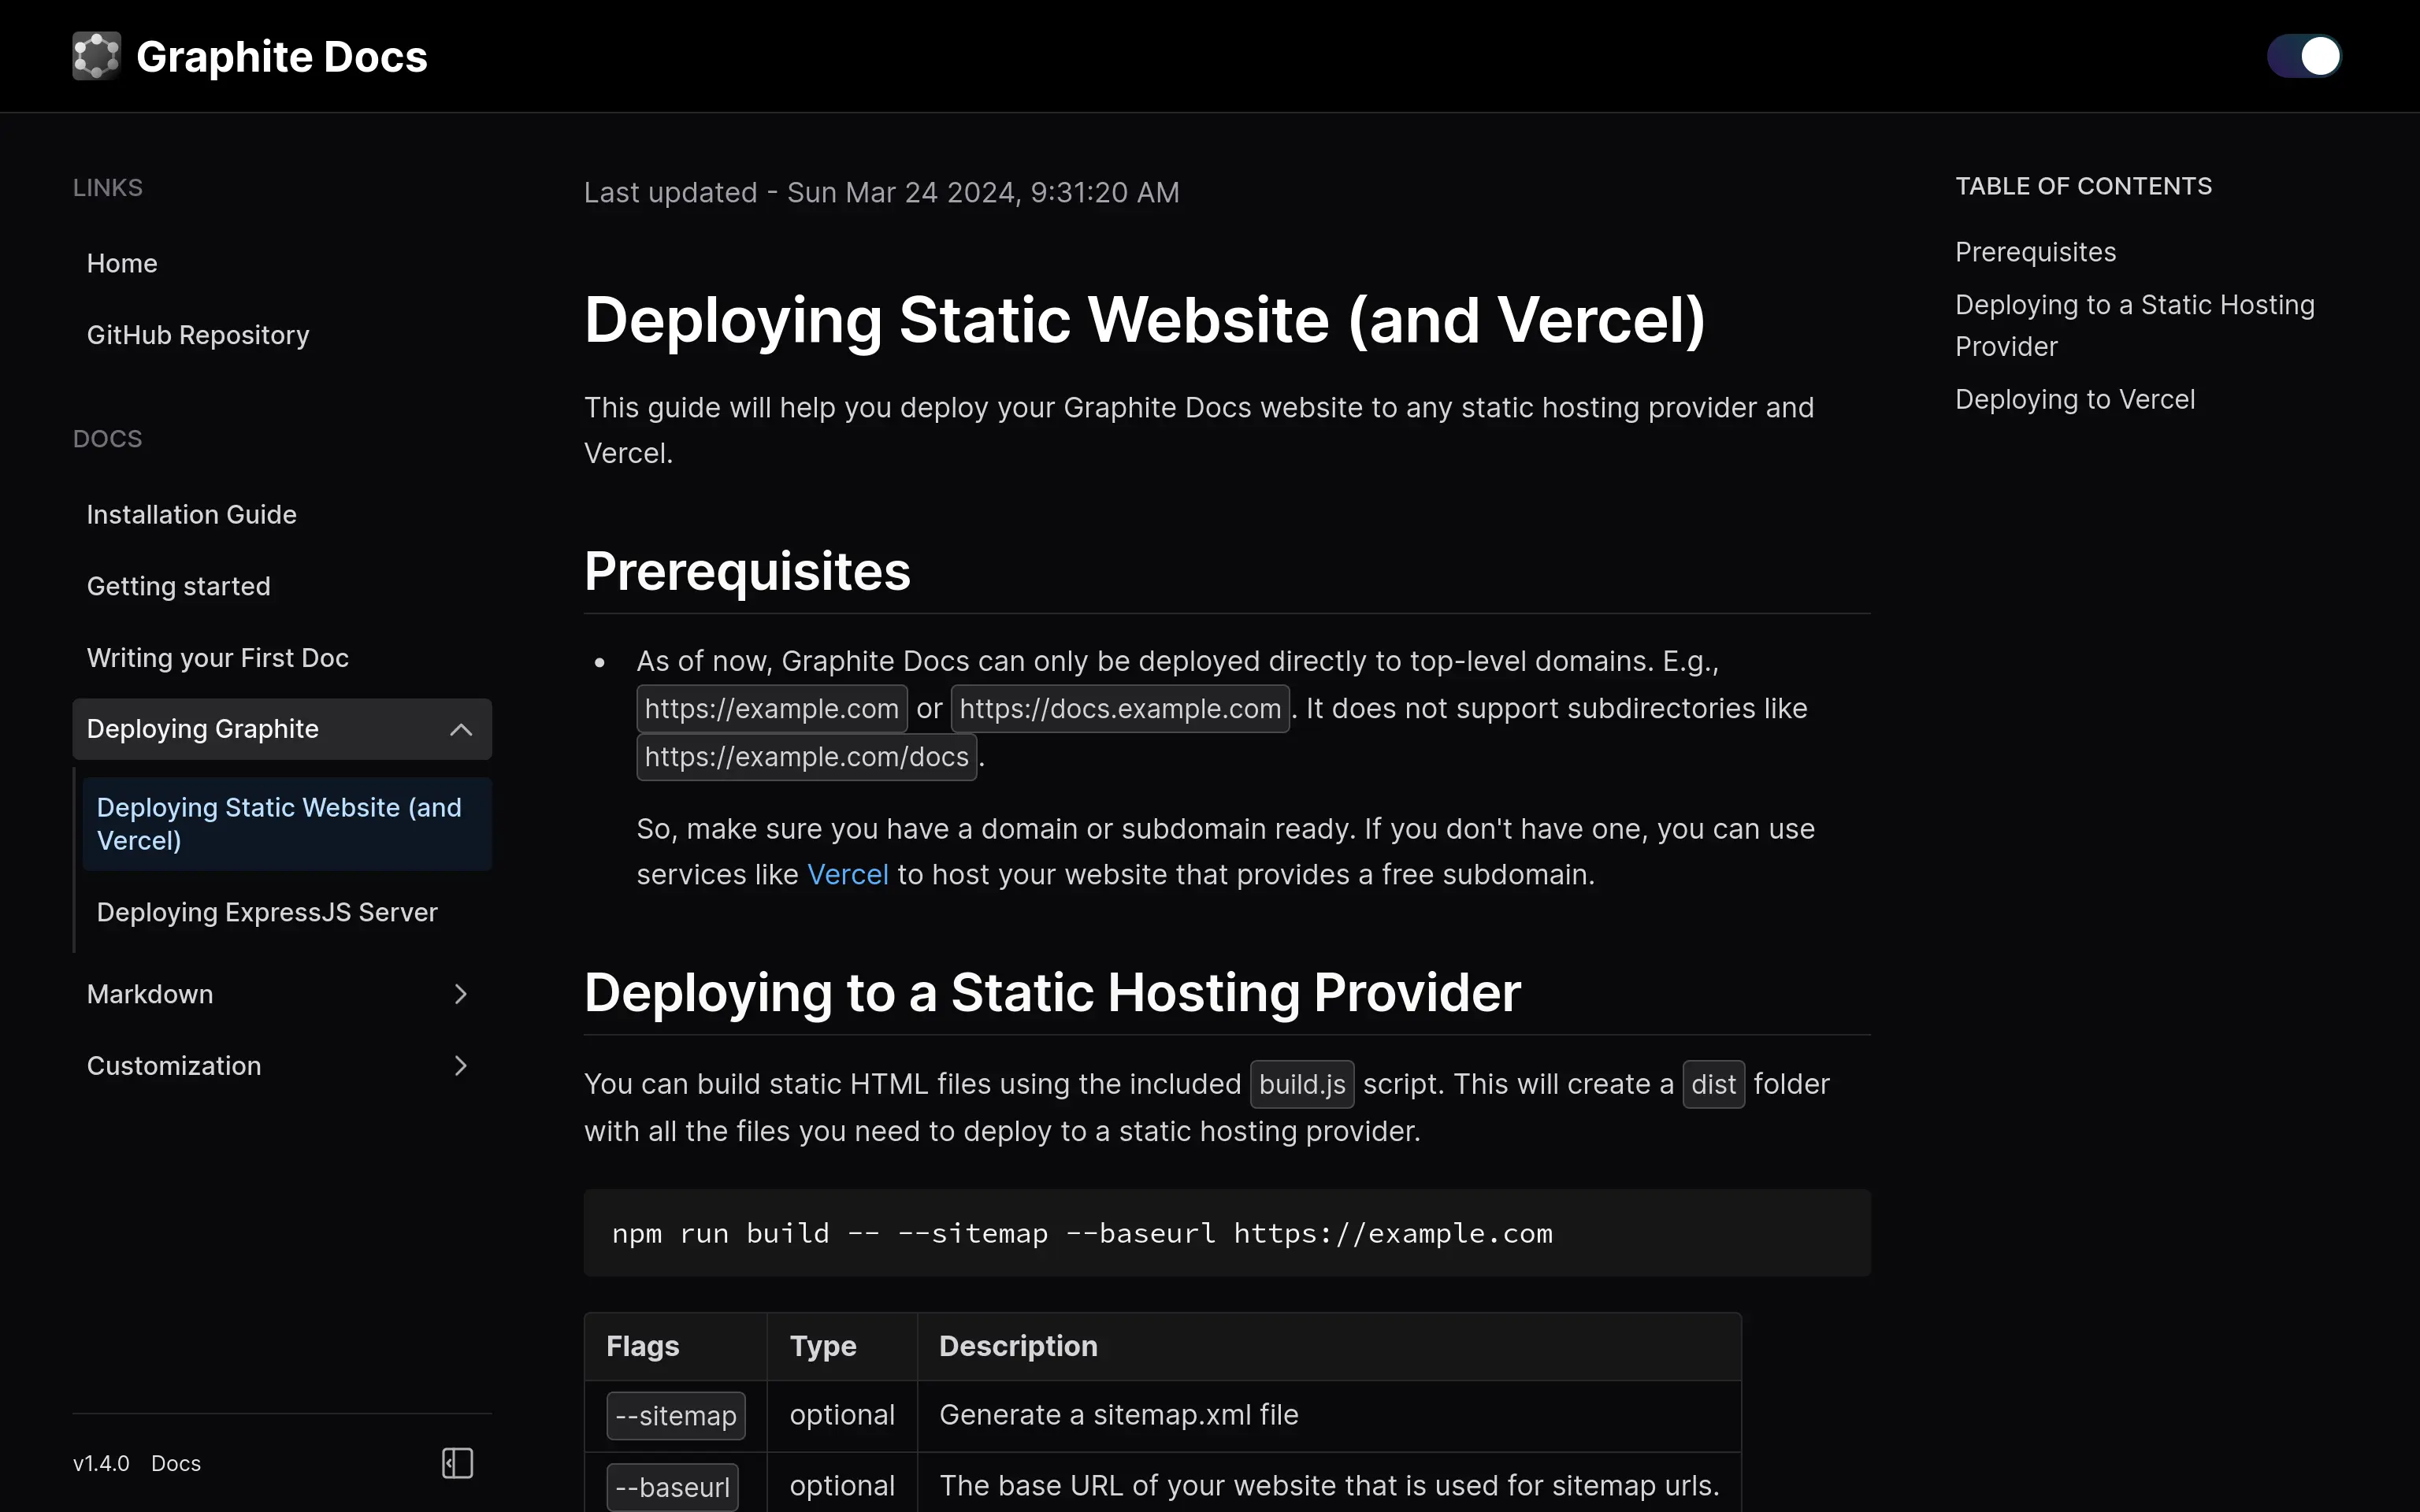 Graphite Docs
LINKS
Home
GitHub Repository
DOCS
Installation Guide
Getting started
Writing your First Doc
Deploying Graphite
Deploying Static Website (and
Vercel)
Deploying ExpressJS Server
Markdown
Customization
v1.4.0 Docs
Last updated - Sun Mar 24 2024, 9:31:20 AM
Deploying Static Website (and Vercel)
This guide will help you deploy your Graphite Docs website to any static hosting provider and
Vercel.
Prerequisites
• As of now, Graphite Docs can only be deployed directly to top-level domains. E.g.,
https://example.com or https://docs.example.com. It does not support subdirectories like
https://example.com/docs.
So, make sure you have a domain or subdomain ready. If you don't have one, you can use
services like Vercel to host your website that provides a free subdomain.
Deploying to a Static Hosting Provider
You can build static HTML files using the included build.js script. This will create a dist folder
with all the files you need to deploy to a static hosting provider.
npm run build -- --sitemap --baseurl https://example.com
Flags Type Description
--sitemap optional Generate a sitemap.xml file
--baseurl optional The base URL of your website that is used for sitemap urls.
TABLE OF CONTENTS
Prerequisites
Deploying to a Static Hosting
Provider
Deploying to Vercel